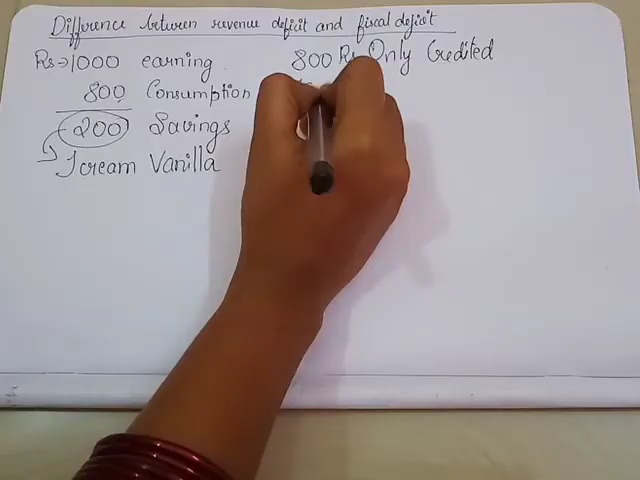 Difference between revenue deficit and fiscal deficit
Rs→1000 earning
800 Consumption
200 Savings
Icream Vanilla
800 Rs Only Credited